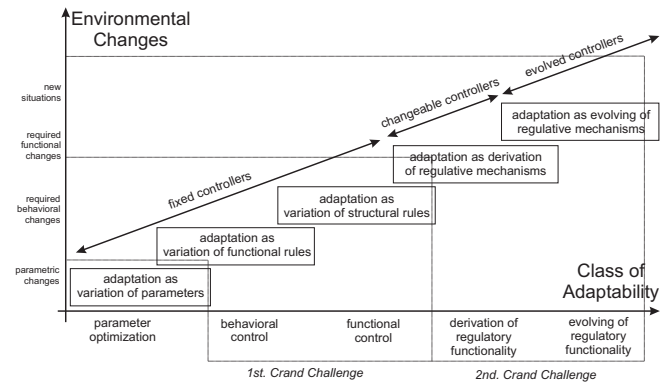 Environmental
Changes
new
situations
required
functional changes
required
behavioral
changes
parametric
changes
evolved controllers
changeable controllers
fixed controllers
adaptation as evolving of
regulative mechanisms
adaptation as derivation
of regulative mechanisms
adaptation as
variation of structural rules
adaptation as
variation of functional rules
adaptation as
variation of parameters
Class of
Adaptability
parameter
optimization
behavioral
control
functional
control
derivation of
regulatory
functionality
evolving of
regulatory
functionality
1st. Crand Challenge
2nd. Crand Challenge